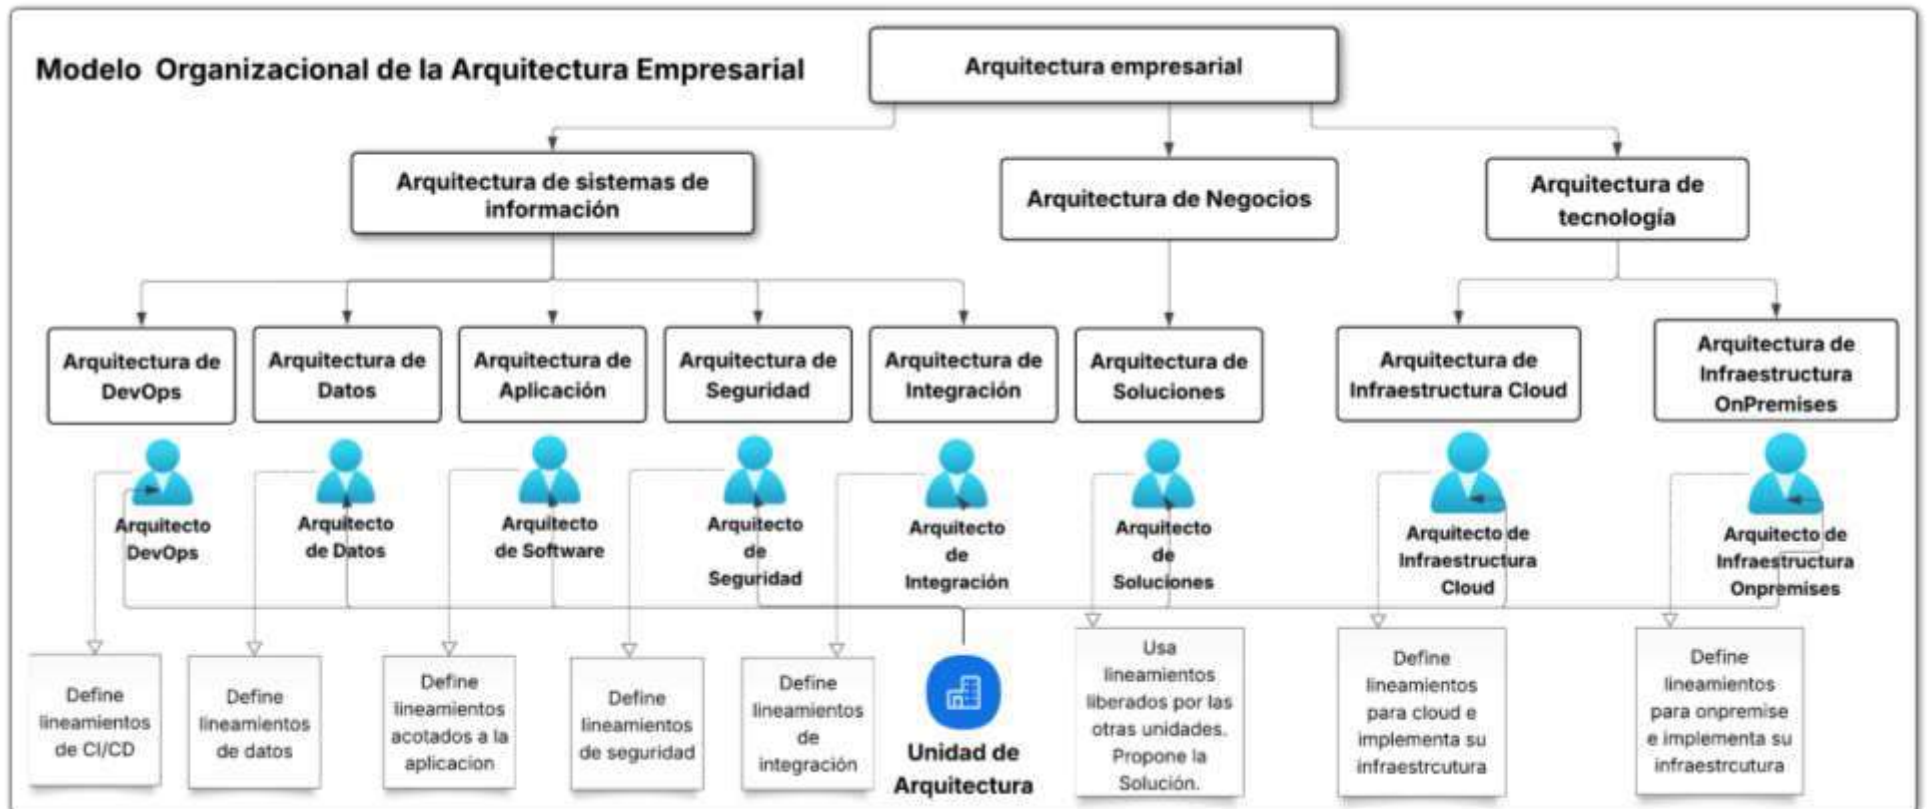 Modelo Organizacional de la Arquitectura Empresarial
Arquitectura empresarial
Arquitectura de sistemas de
información
Arquitectura de Negocios
Arquitectura de
tecnología
Arquitectura de
DevOps
Arquitectura de
Datos
Arquitectura de
Aplicación
Arquitectura de
Seguridad
Arquitectura de
Integración
Arquitectura de
Soluciones
Arquitectura de
Infraestructura Cloud
Arquitectura de
Infraestructura
OnPremises
Arquitecto
DevOps
Arquitecto
de Datos
Arquitecto
de Software
Arquitecto
de
Seguridad
Arquitecto
de
Integración
Arquitecto
de
Soluciones
Arquitecto de
Infraestructura
Cloud
Arquitecto de
Infraestructura
Onpremises
Define
lineamientos
de CI/CD
Define
lineamientos
de datos
Define
lineamientos
acotados a la
aplicacion
Define
lineamientos
de seguridad
Define
lineamientos
de
integración
Unidad de
Arquitectura
Usa
lineamientos
liberados por las
otras unidades.
Propone la
Solución.
Define
lineamientos
para cloud e
implementa su
infraestrcutura
Define
lineamientos
para onpremise
e implementa su
infraestrcutura